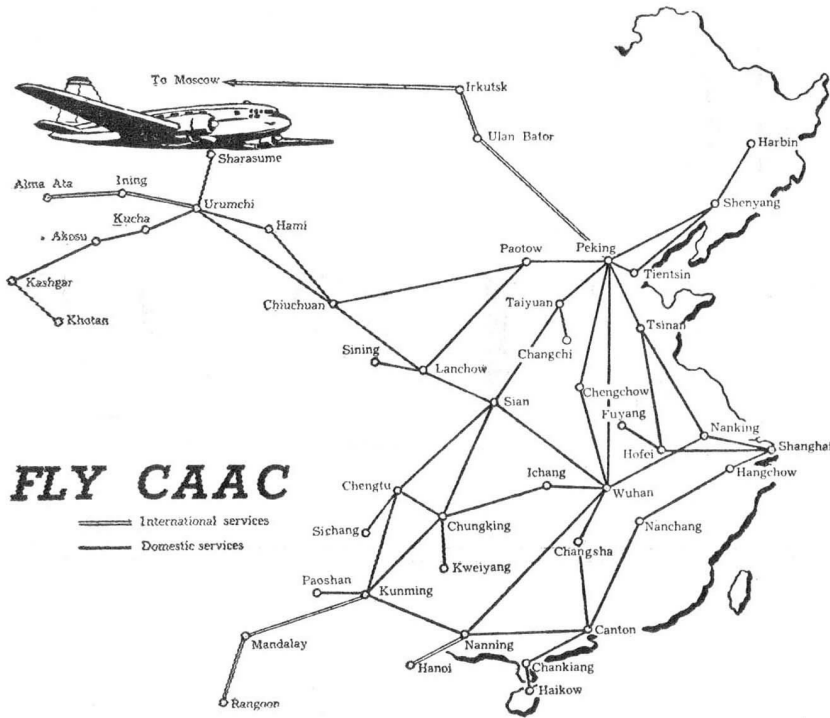 To Moscow
Irkutsk
Ulan Bator
Harbin
Sharasume
Alma Ata
Ining
Urumchi
Shenyang
Kucha
Hami
Akosu
Paotow
Peking
Tientsin
Kashgar
Chiuchuan
Taiyuan
Khotan
Tsinan
Sining
Changchi
Lanchow
Chengchow
Sian
Fuyang
Nanking
Shanghai
Hofei
Hangchow
FLY CAAC
Ichang
Chengtu
Wuhan
International services
Chungking
Nanchang
Sichang
Domestic services
Changsha
Kweiyang
Paoshan
Kunming
Canton
Mandalay
Nanning
Hanoi
Chankiang
Haikow
Rangoon